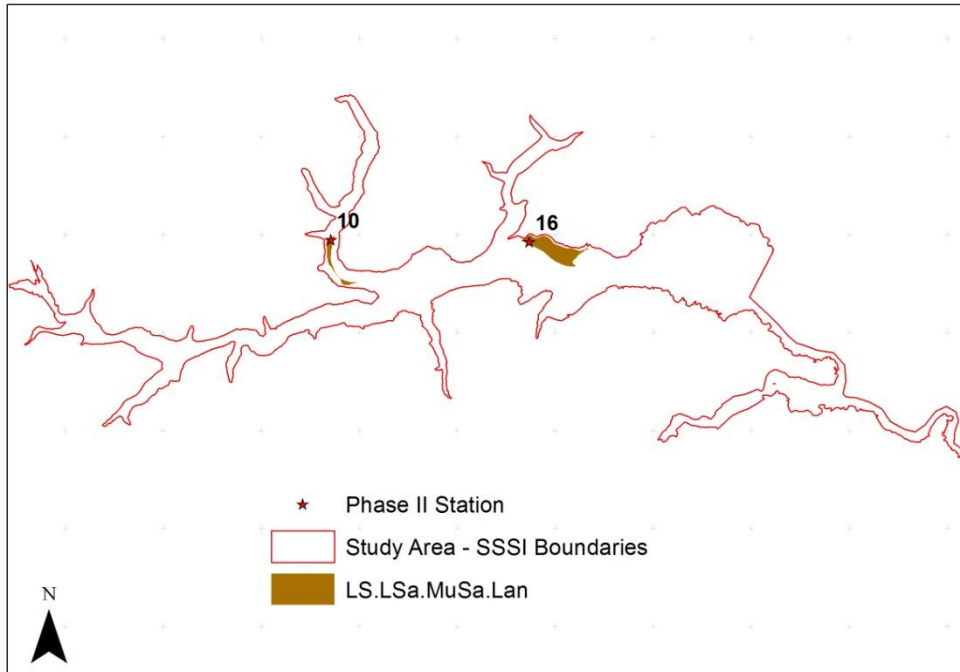 10
16
Phase II Station
Study Area - SSSI Boundaries
LS.LSa.MuSa.Lan
N